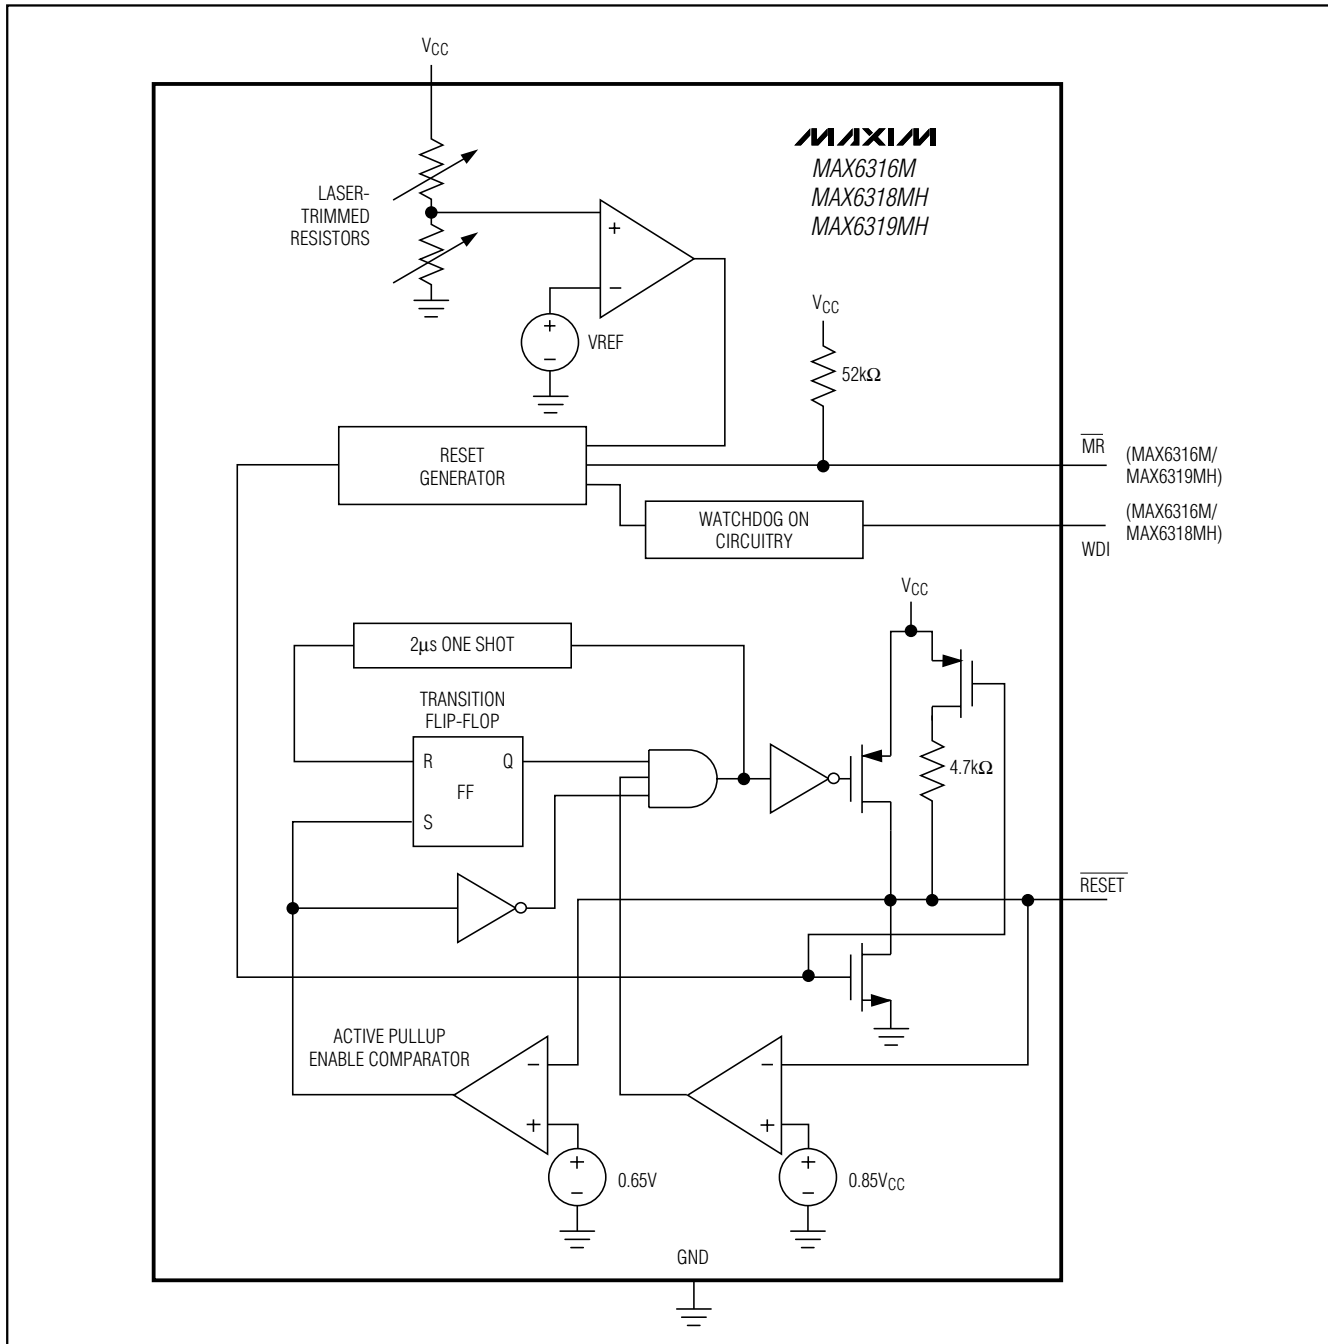 VCC
MAXIM
MAX6316M
MAX6318MH
MAX6319MH
LASER-
TRIMMED
RESISTORS
+
−
+
−
VREF
VCC
52kΩ
RESET
GENERATOR
MR
(MAX6316M/
MAX6319MH)
WATCHDOG ON
CIRCUITRY
WDI
(MAX6316M/
MAX6318MH)
VCC
2μs ONE SHOT
TRANSITION
FLIP-FLOP
R
Q
FF
S
4.7kΩ
RESET
ACTIVE PULLUP
ENABLE COMPARATOR
−
+
+
−
0.65V
−
+
+
−
0.85VCC
GND